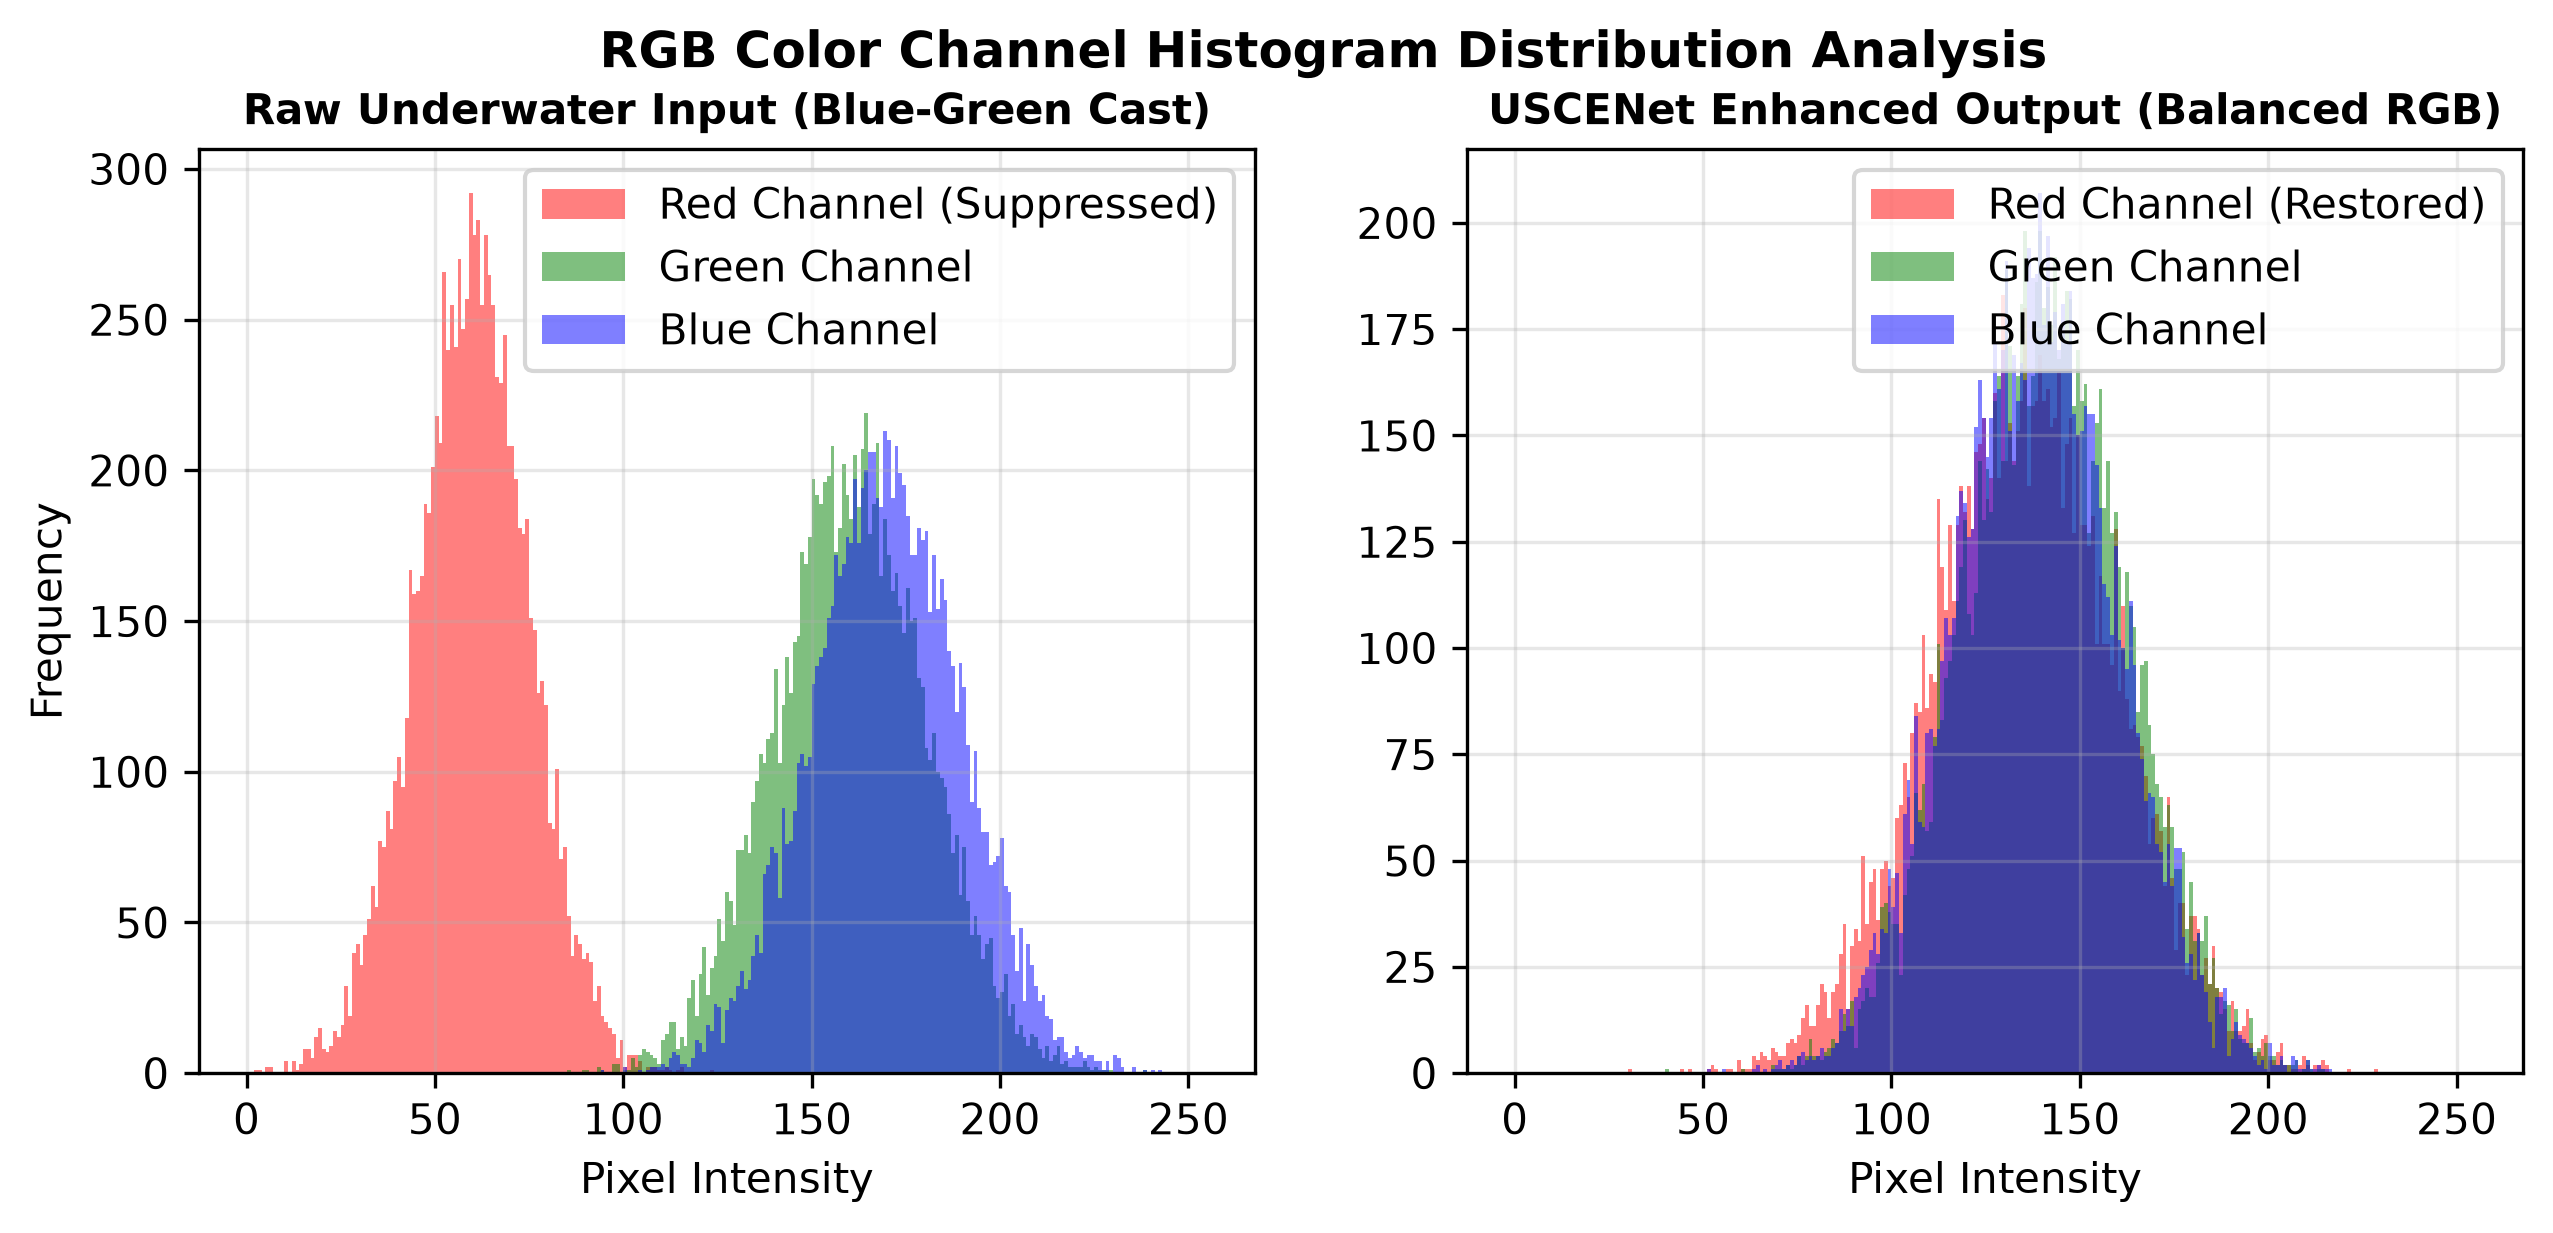 RGB Color Channel Histogram Distribution Analysis
Raw Underwater Input (Blue-Green Cast)
300
250
200
150
100
50
0
Frequency
Red Channel (Suppressed)
Green Channel
Blue Channel
0 50 100 150 200 250
Pixel Intensity
USCENet Enhanced Output (Balanced RGB)
200
175
150
125
100
75
50
25
0
Red Channel (Restored)
Green Channel
Blue Channel
0 50 100 150 200 250
Pixel Intensity